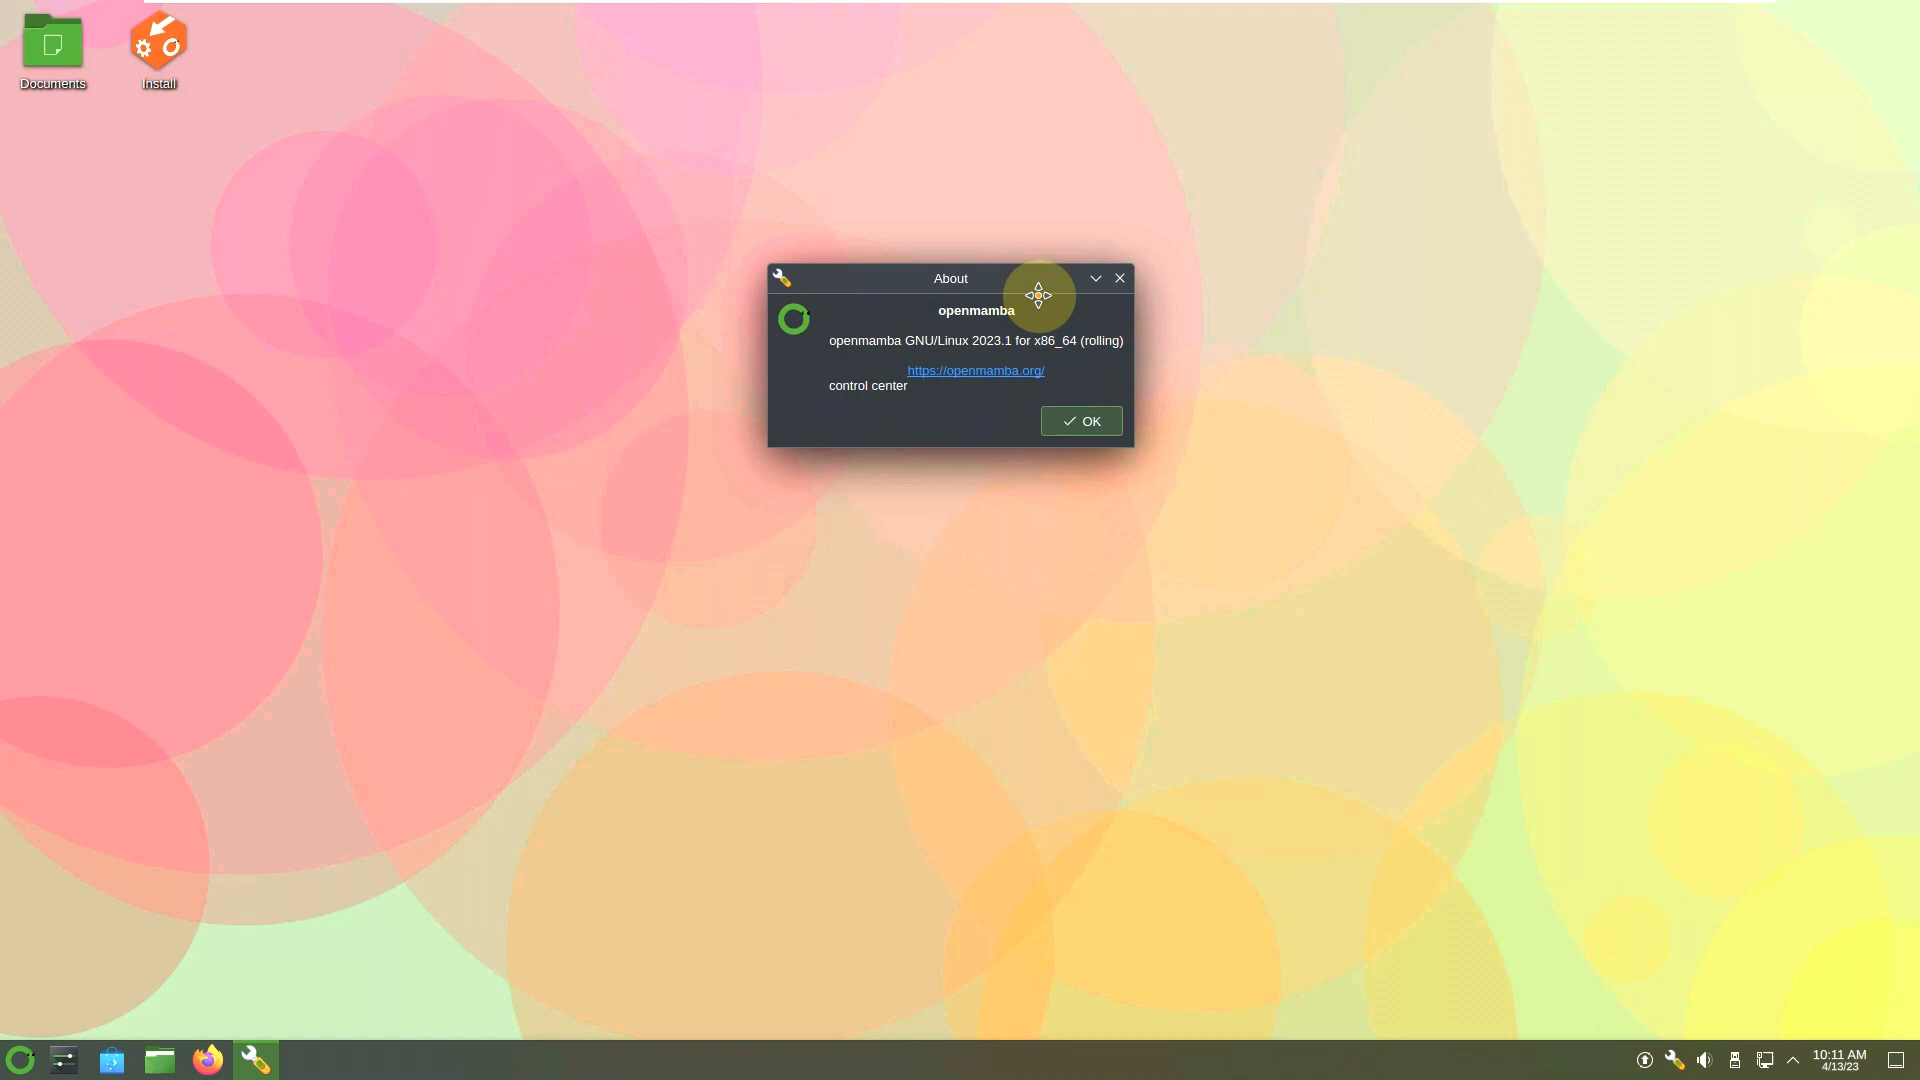 Documents
Install
About
openmamba
openmamba GNU/Linux 2023.1 for x86_64 (rolling)
https://openmamba.org/
control center
OK
10:11 AM
4/13/23